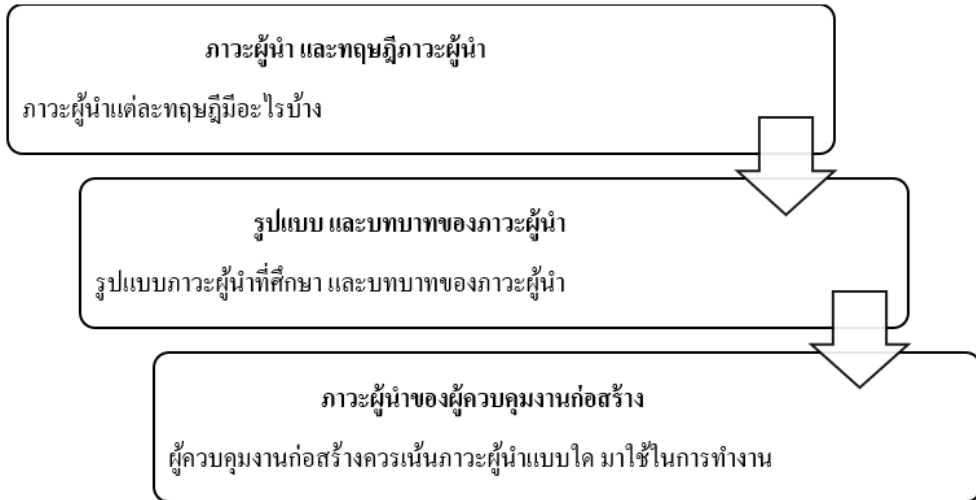 ภาวะผู้นำ และทฤษฎีภาวะผู้นำ
ภาวะผู้นำแต่ละทฤษฎีมีอะไรบ้าง
รูปแบบ และบทบาทของภาวะผู้นำ
รูปแบบภาวะผู้นำที่ศึกษา และบทบาทของภาวะผู้นำ
ภาวะผู้นำของผู้ควบคุมงานก่อสร้าง
ผู้ควบคุมงานก่อสร้างควรเน้นภาวะผู้นำแบบใด มาใช้ในการทำงาน